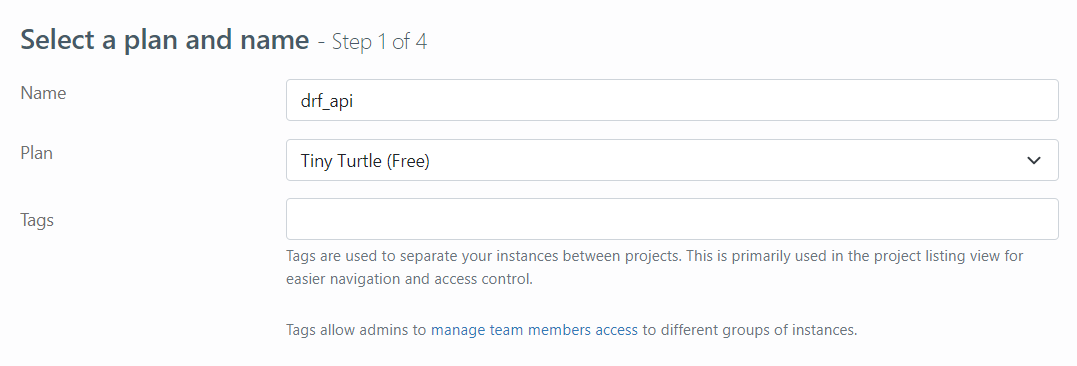 Select a plan and name - Step 1 of 4
Name
drf_api
Plan
Tiny Turtle (Free)
Tags
Tags are used to separate your instances between projects. This is primarily used in the project listing view for
easier navigation and access control.
Tags allow admins to manage team members access to different groups of instances.